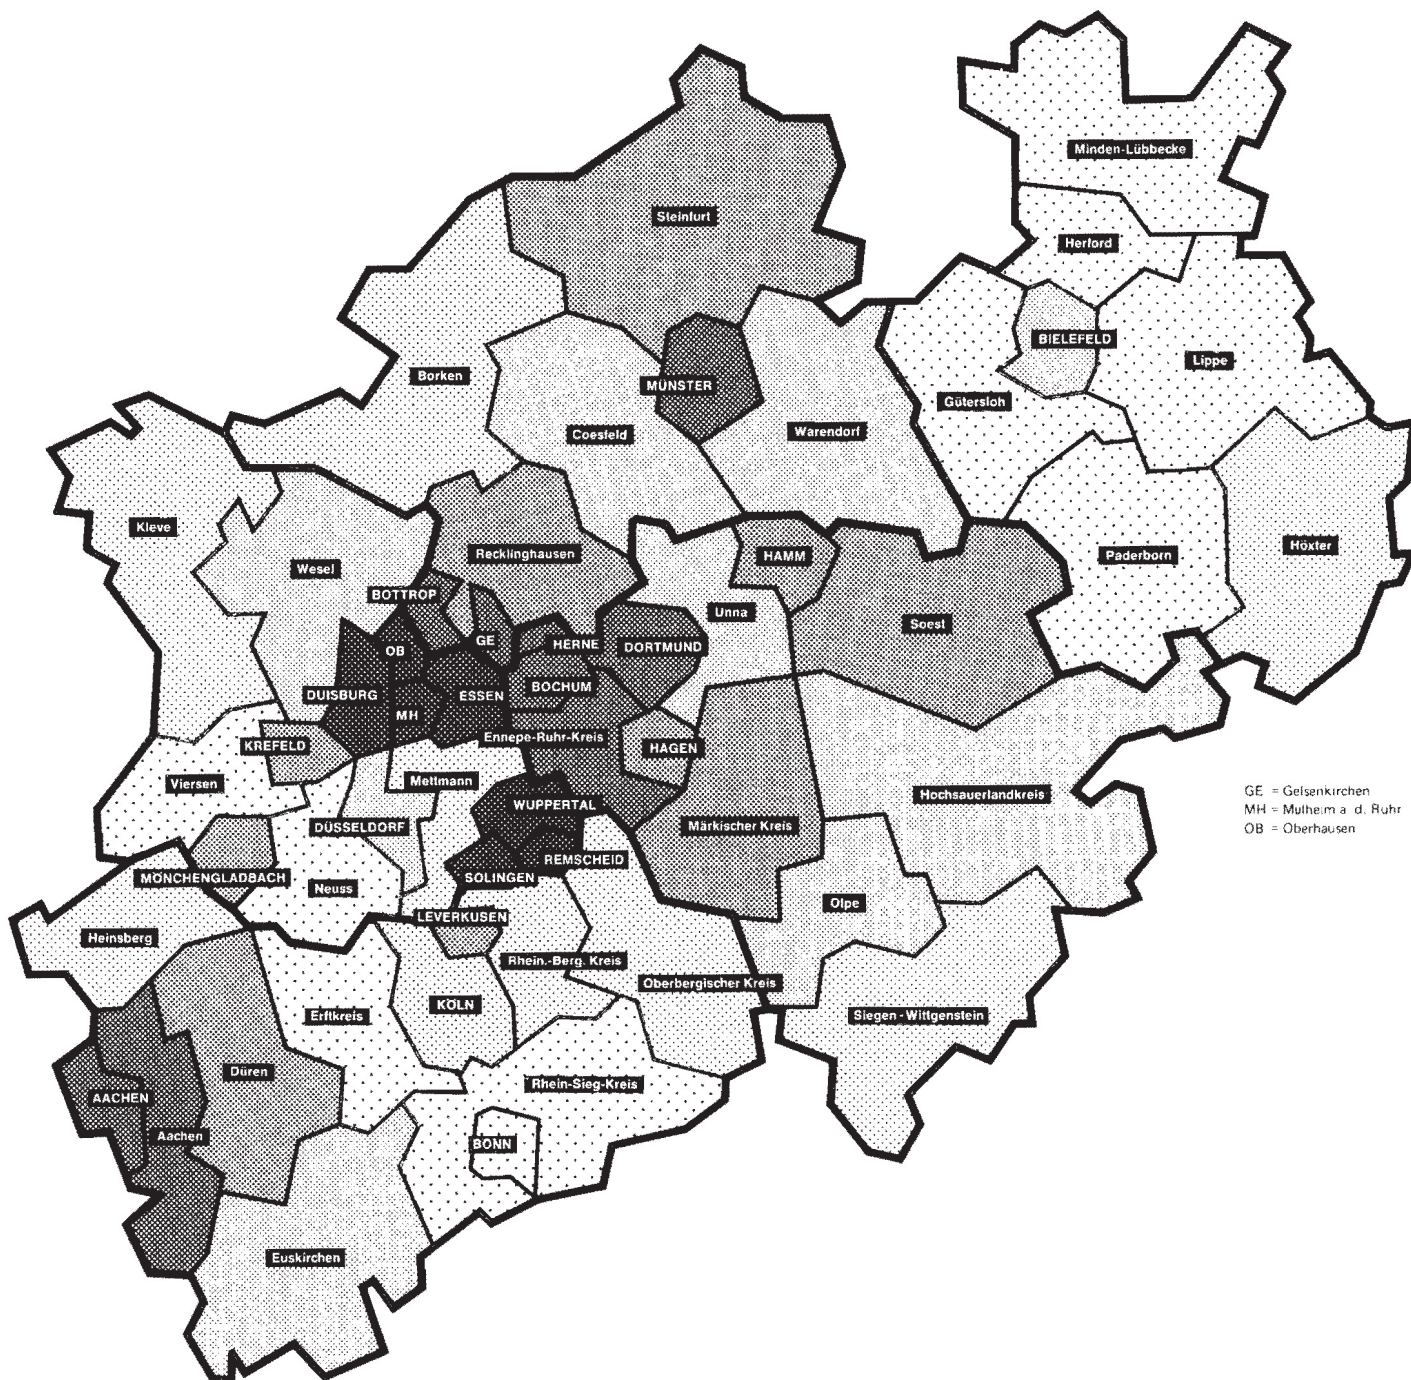 Minden-Lübbecke
Steinfurt
Herford
BIELEFELD
Lippe
Borken
MÜNSTER
Gütersloh
Coesfeld
Warendorf
Kleve
Höxter
Recklinghausen
HAMM
Paderborn
Wesel
BOTTROP
Unna
Soest
GE
HERNE
DORTMUND
OB
DUISBURG
ESSEN
BOCHUM
MH
Ennepe-Ruhr-Kreis
KREFELD
HAGEN
Viersen
Mettmann
Hochsauerlandkreis
GE = Gelsenkirchen
MH = Mulheim a. d. Ruhr
OB = Oberhausen
WUPPERTAL
DÜSSELDORF
Märkischer Kreis
REMSCHEID
MÖNCHENGLADBACH
SOLINGEN
Neuss
Olpe
LEVERKUSEN
Heinsberg
Rhein.-Berg. Kreis
Oberbergischer Kreis
KÖLN
Erftkreis
Siegen-Wittgenstein
Düren
Rhein-Sieg-Kreis
AACHEN
Aachen
BONN
Euskirchen